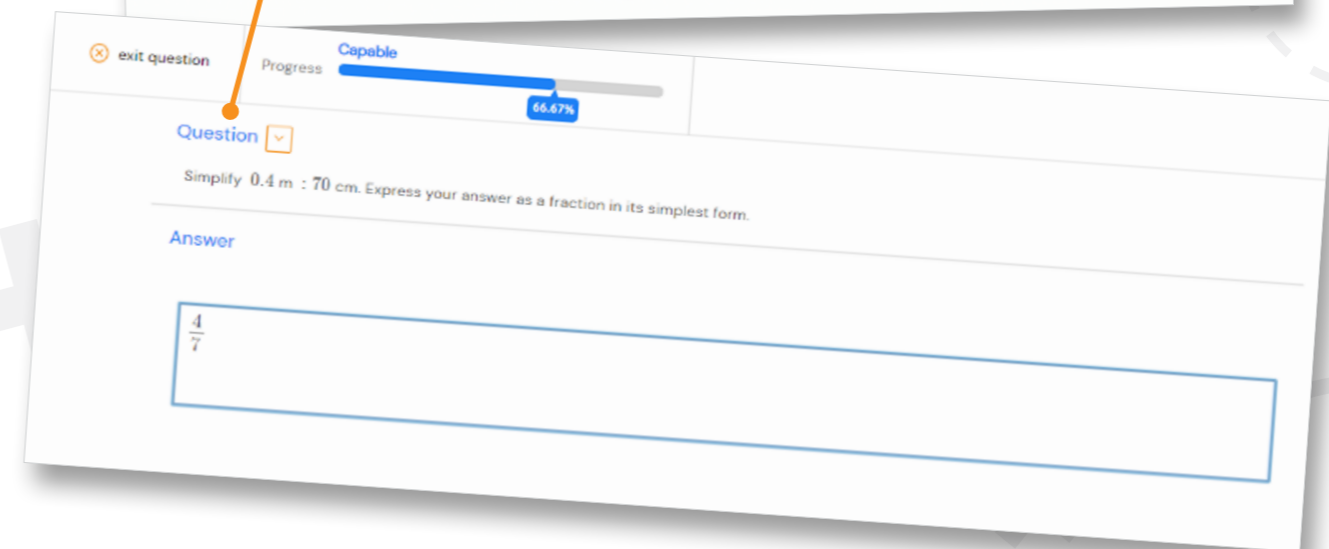 exit question
Progress
Capable
66.67%
Question
Simplify 0.4 m : 70 cm. Express your answer as a fraction in its simplest form.
Answer
4
7